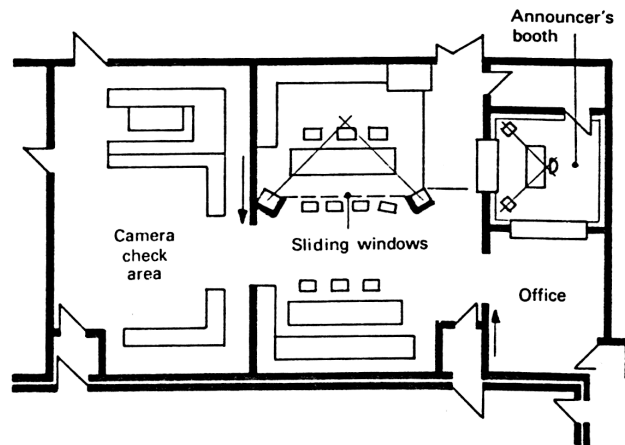 Announcer's
booth
Camera
check
area
Sliding windows
Office